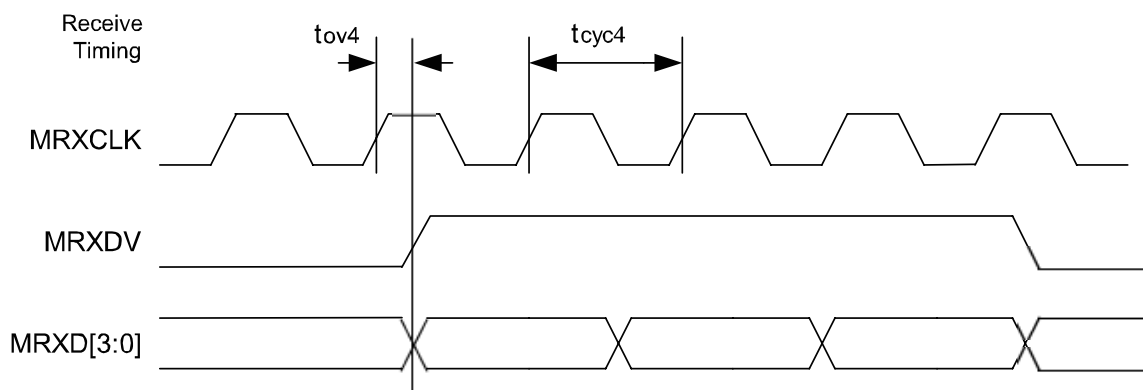 Receive
Timing
tov4
tcyc4
MRXCLK
MRXDV
MRXD[3:0]